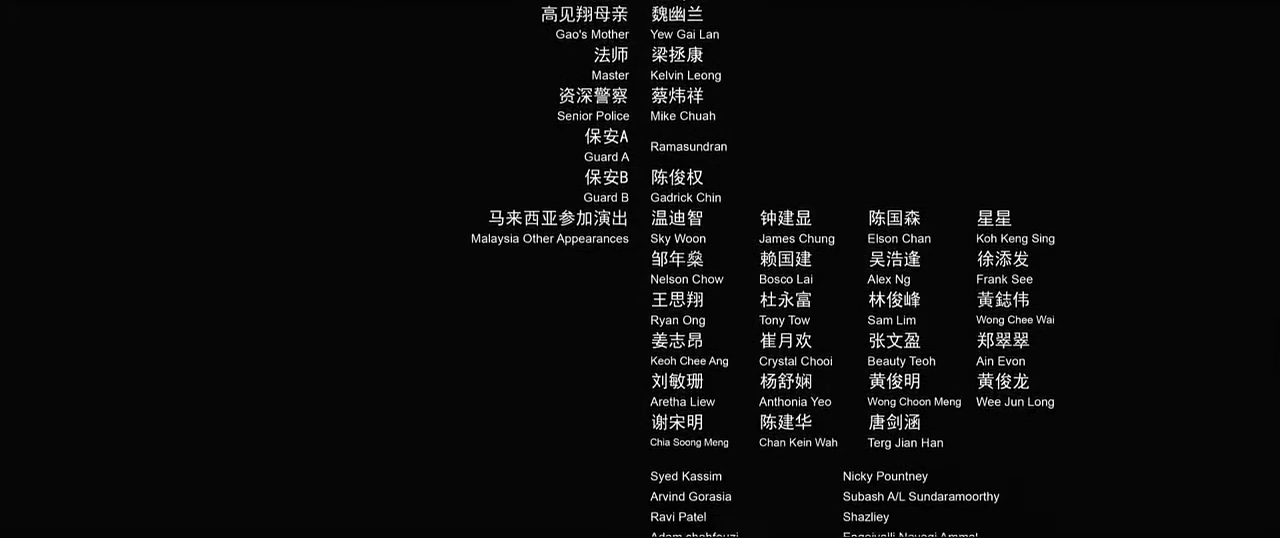 高见翔母亲 魏幽兰
Gao's Mother Yew Gai Lan
法师 梁拯康
Master Kelvin Leong
资深警察 蔡炜祥
Senior Police Mike Chuah
保安A
Ramasundran
Guard A
保安B 陈俊权
Guard B Gadrick Chin
马来西亚参加演出 温迪智 钟建显 陈国森 星星
Malaysia Other Appearances Sky Woon James Chung Elson Chan Koh Keng Sing
邹年燊 赖国建 吴浩逢 徐添发
Nelson Chow Bosco Lai Alex Ng Frank See
王思翔 杜永富 林俊峰 黄鋕伟
Ryan Ong Tony Tow Sam Lim Wong Chee Wai
姜志昂 崔月欢 张文盈 郑翠翠
Keoh Chee Ang Crystal Chooi Beauty Teoh Ain Evon
刘敏珊 杨舒娴 黄俊明 黄俊龙
Aretha Liew Anthonia Yeo Wong Choon Meng Wee Jun Long
谢宋明 陈建华 唐剑涵
Chia Soong Meng Chan Kein Wah Terg Jian Han
Syed Kassim Nicky Pountney
Arvind Gorasia Subash A/L Sundaramoorthy
Ravi Patel Shazliey